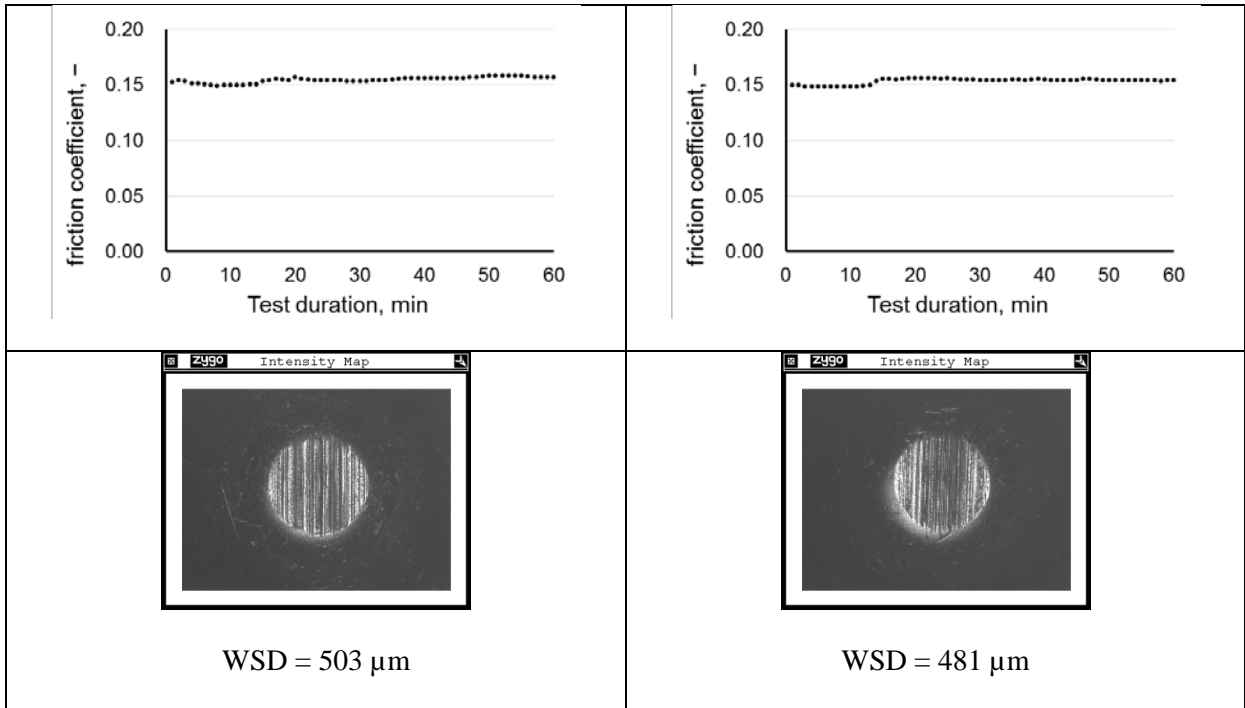 friction coefficient, –
0.20
0.15
0.10
0.05
0.00
0 10 20 30 40 50 60
Test duration, min
friction coefficient, –
0.20
0.15
0.10
0.05
0.00
0 10 20 30 40 50 60
Test duration, min
zygo Intensity Map
zygo Intensity Map
WSD = 503 µm
WSD = 481 µm